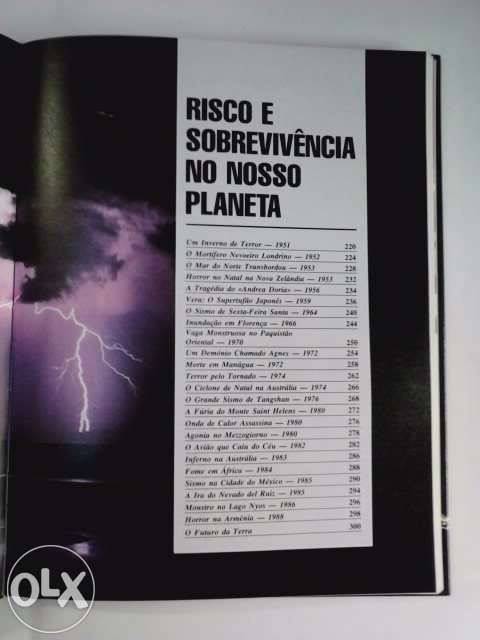 RISCO E
SOBREVIVÊNCIA
NO NOSSO
PLANETA
Um Inverno de Terror — 1951 220
O Mortífero Nevoeiro Londrino — 1952 224
O Mar do Norte Transbordou — 1953 228
Horror no Natal na Nova Zelândia — 1953 232
A Tragédia do «Andrea Doria» — 1956 234
Vera: O Supertufão Japonês — 1959 236
O Sismo de Sexta-Feira Santa — 1964 240
Inundação em Florença — 1966 244
Vaga Monstruosa no Paquistão
Oriental — 1970 250
Um Demónio Chamado Agnes — 1972 254
Morte em Manágua — 1972 258
Terror pelo Tornado — 1974 262
O Ciclone de Natal na Austrália — 1974 266
O Grande Sismo de Tangshan — 1976 268
A Fúria do Monte Saint Helens — 1980 272
Onda de Calor Assassina — 1980 276
Agonia no Mezzogiorno — 1980 278
O Avião que Caiu do Céu — 1982 282
Inferno na Austrália — 1983 286
Fome em África — 1984 288
Sismo na Cidade do México — 1985 290
A Ira do Nevado del Ruiz — 1985 294
Monstro no Lago Nyos — 1986 296
Horror na Arménia — 1988 298
O Futuro da Terra 300
OLX